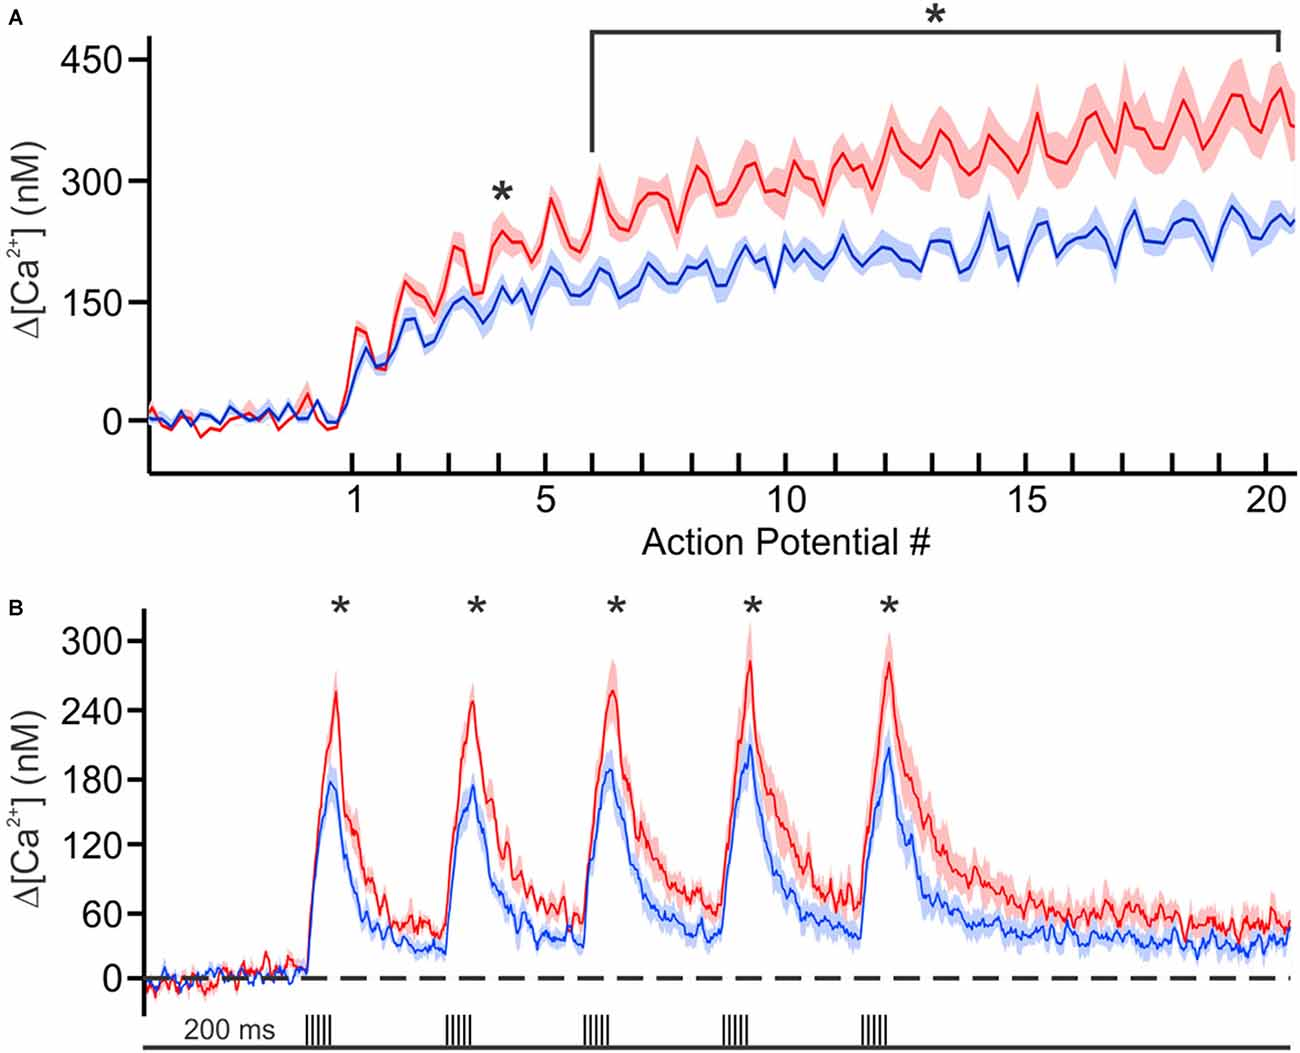 A
*
*
450
300
150
0
Δ[Ca²⁺] (nM)
1 5 10 15 20
Action Potential #
B
* * * * *
300
240
180
120
60
0
Δ[Ca²⁺] (nM)
200 ms